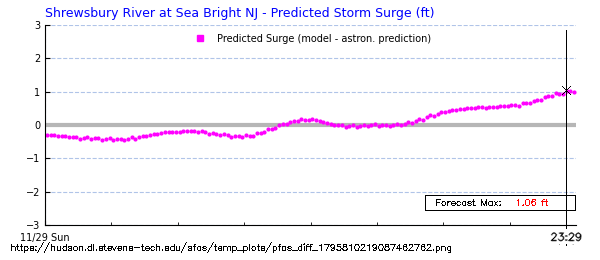 Shrewsbury River at Sea Bright NJ - Predicted Storm Surge (ft)
3
Predicted Surge (model - astron. prediction)
2
1
0
−1
−2
Forecast Max: 1.06 ft
−3
11/29 Sun 23:29
https://hudson.dl.stevens-tech.edu/sfos/temp_plots/pfos_diff_1795810219087462762.png